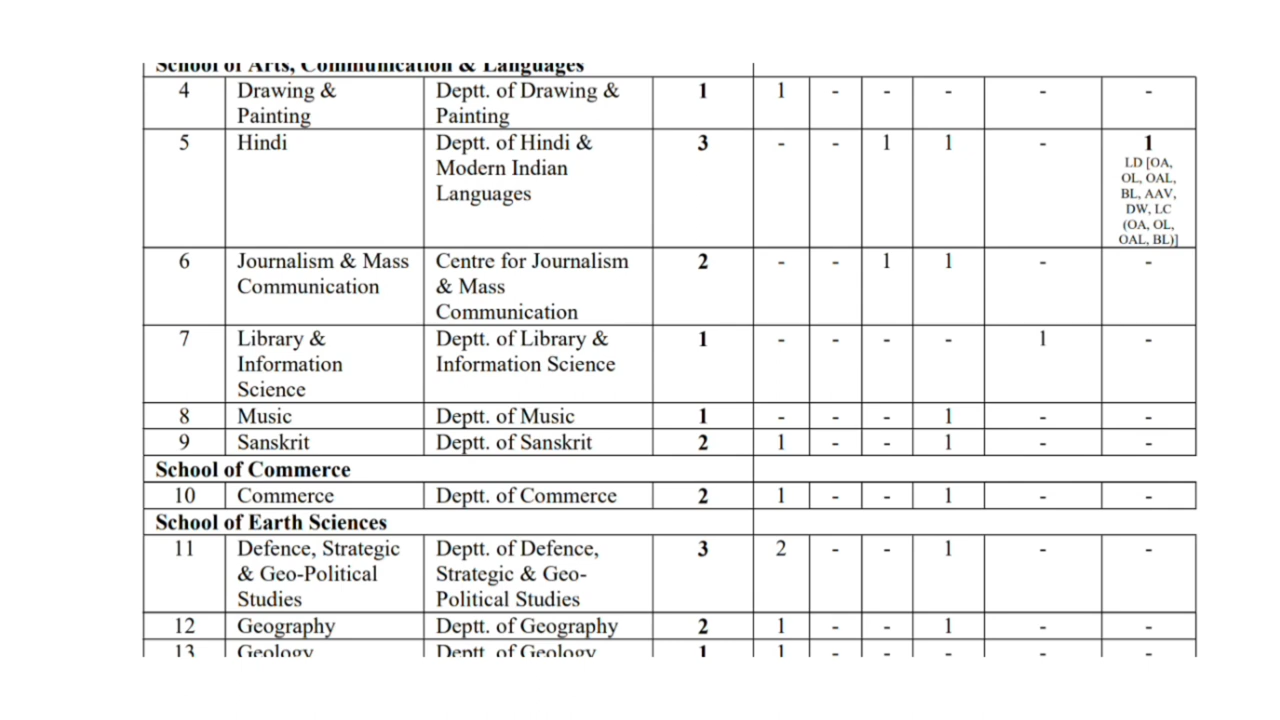 School of Arts, Communication & Languages
4 Drawing & Deptt. of Drawing & 1 1 - - - - -
Painting Painting
5 Hindi Deptt. of Hindi & 3 - - 1 1 - 1
Modern Indian LD [OA,
Languages OL, OAL,
BL, AAV,
DW, LC
(OA, OL,
OAL, BL)]
6 Journalism & Mass Centre for Journalism 2 - - 1 1 - -
Communication & Mass
Communication
7 Library & Deptt. of Library & 1 - - - - 1 -
Information Information Science
Science
8 Music Deptt. of Music 1 - - - 1 - -
9 Sanskrit Deptt. of Sanskrit 2 1 - - 1 - -
School of Commerce
10 Commerce Deptt. of Commerce 2 1 - - 1 - -
School of Earth Sciences
11 Defence, Strategic Deptt. of Defence, 3 2 - - 1 - -
& Geo-Political Strategic & Geo-
Studies Political Studies
12 Geography Deptt. of Geography 2 1 - - 1 - -
13 Geology Deptt. of Geology 1 1 - - - - -